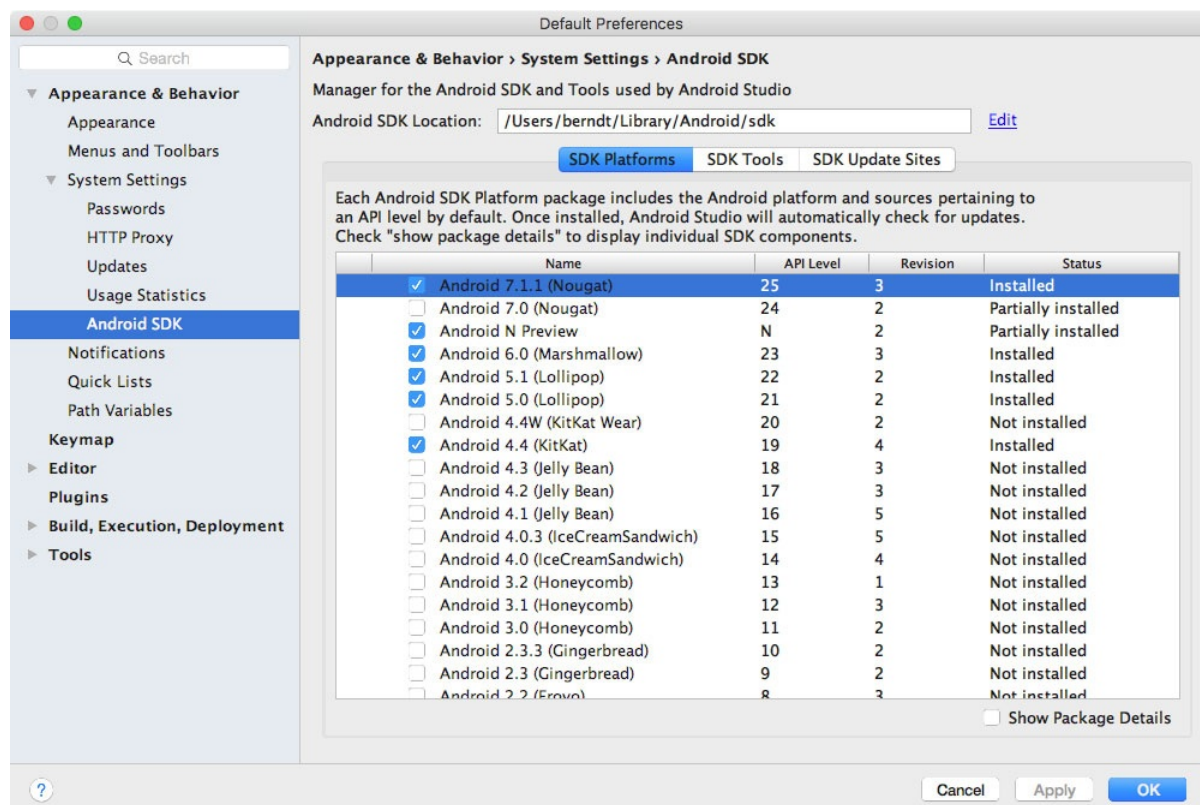 Default Preferences
Search
Appearance & Behavior
Appearance
Menus and Toolbars
System Settings
Passwords
HTTP Proxy
Updates
Usage Statistics
Android SDK
Notifications
Quick Lists
Path Variables
Keymap
Editor
Plugins
Build, Execution, Deployment
Tools
Appearance & Behavior › System Settings › Android SDK
Manager for the Android SDK and Tools used by Android Studio
Android SDK Location: /Users/berndt/Library/Android/sdk Edit
SDK Platforms SDK Tools SDK Update Sites
Each Android SDK Platform package includes the Android platform and sources pertaining to
an API level by default. Once installed, Android Studio will automatically check for updates.
Check "show package details" to display individual SDK components.
Name API Level Revision Status
Android 7.1.1 (Nougat) 25 3 Installed
Android 7.0 (Nougat) 24 2 Partially installed
Android N Preview N 2 Partially installed
Android 6.0 (Marshmallow) 23 3 Installed
Android 5.1 (Lollipop) 22 2 Installed
Android 5.0 (Lollipop) 21 2 Installed
Android 4.4W (KitKat Wear) 20 2 Not installed
Android 4.4 (KitKat) 19 4 Installed
Android 4.3 (Jelly Bean) 18 3 Not installed
Android 4.2 (Jelly Bean) 17 3 Not installed
Android 4.1 (Jelly Bean) 16 5 Not installed
Android 4.0.3 (IceCreamSandwich) 15 5 Not installed
Android 4.0 (IceCreamSandwich) 14 4 Not installed
Android 3.2 (Honeycomb) 13 1 Not installed
Android 3.1 (Honeycomb) 12 3 Not installed
Android 3.0 (Honeycomb) 11 2 Not installed
Android 2.3.3 (Gingerbread) 10 2 Not installed
Android 2.3 (Gingerbread) 9 2 Not installed
Android 2.2 (Froyo) 8 3 Not installed
Show Package Details
? Cancel Apply OK